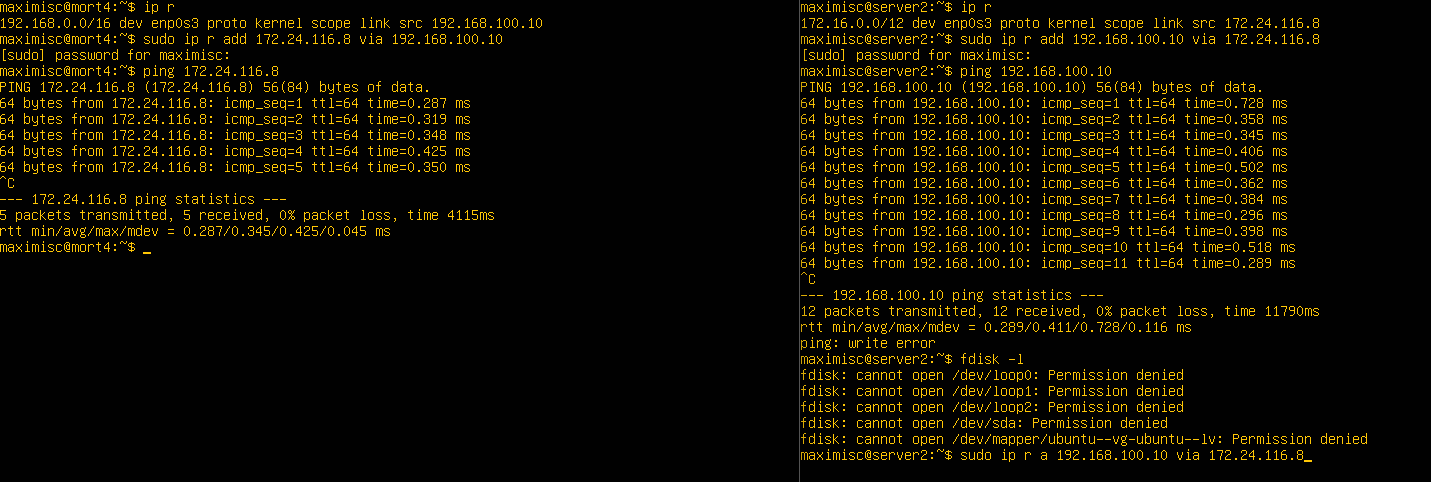 maximisc@mort4:~$ ip r
192.168.0.0/16 dev enp0s3 proto kernel scope link src 192.168.100.10
maximisc@mort4:~$ sudo ip r add 172.24.116.8 via 192.168.100.10
[sudo] password for maximisc:
maximisc@mort4:~$ ping 172.24.116.8
PING 172.24.116.8 (172.24.116.8) 56(84) bytes of data.
64 bytes from 172.24.116.8: icmp_seq=1 ttl=64 time=0.287 ms
64 bytes from 172.24.116.8: icmp_seq=2 ttl=64 time=0.319 ms
64 bytes from 172.24.116.8: icmp_seq=3 ttl=64 time=0.348 ms
64 bytes from 172.24.116.8: icmp_seq=4 ttl=64 time=0.425 ms
64 bytes from 172.24.116.8: icmp_seq=5 ttl=64 time=0.350 ms
^C
--- 172.24.116.8 ping statistics ---
5 packets transmitted, 5 received, 0% packet loss, time 4115ms
rtt min/avg/max/mdev = 0.287/0.345/0.425/0.045 ms
maximisc@mort4:~$ _
maximisc@server2:~$ ip r
172.16.0.0/12 dev enp0s3 proto kernel scope link src 172.24.116.8
maximisc@server2:~$ sudo ip r add 192.168.100.10 via 172.24.116.8
[sudo] password for maximisc:
maximisc@server2:~$ ping 192.168.100.10
PING 192.168.100.10 (192.168.100.10) 56(84) bytes of data.
64 bytes from 192.168.100.10: icmp_seq=1 ttl=64 time=0.728 ms
64 bytes from 192.168.100.10: icmp_seq=2 ttl=64 time=0.358 ms
64 bytes from 192.168.100.10: icmp_seq=3 ttl=64 time=0.345 ms
64 bytes from 192.168.100.10: icmp_seq=4 ttl=64 time=0.406 ms
64 bytes from 192.168.100.10: icmp_seq=5 ttl=64 time=0.502 ms
64 bytes from 192.168.100.10: icmp_seq=6 ttl=64 time=0.362 ms
64 bytes from 192.168.100.10: icmp_seq=7 ttl=64 time=0.384 ms
64 bytes from 192.168.100.10: icmp_seq=8 ttl=64 time=0.296 ms
64 bytes from 192.168.100.10: icmp_seq=9 ttl=64 time=0.398 ms
64 bytes from 192.168.100.10: icmp_seq=10 ttl=64 time=0.518 ms
64 bytes from 192.168.100.10: icmp_seq=11 ttl=64 time=0.289 ms
^C
--- 192.168.100.10 ping statistics ---
12 packets transmitted, 12 received, 0% packet loss, time 11790ms
rtt min/avg/max/mdev = 0.289/0.411/0.728/0.116 ms
ping: write error
maximisc@server2:~$ fdisk -l
fdisk: cannot open /dev/loop0: Permission denied
fdisk: cannot open /dev/loop1: Permission denied
fdisk: cannot open /dev/loop2: Permission denied
fdisk: cannot open /dev/sda: Permission denied
fdisk: cannot open /dev/mapper/ubuntu--vg-ubuntu--lv: Permission denied
maximisc@server2:~$ sudo ip r a 192.168.100.10 via 172.24.116.8_